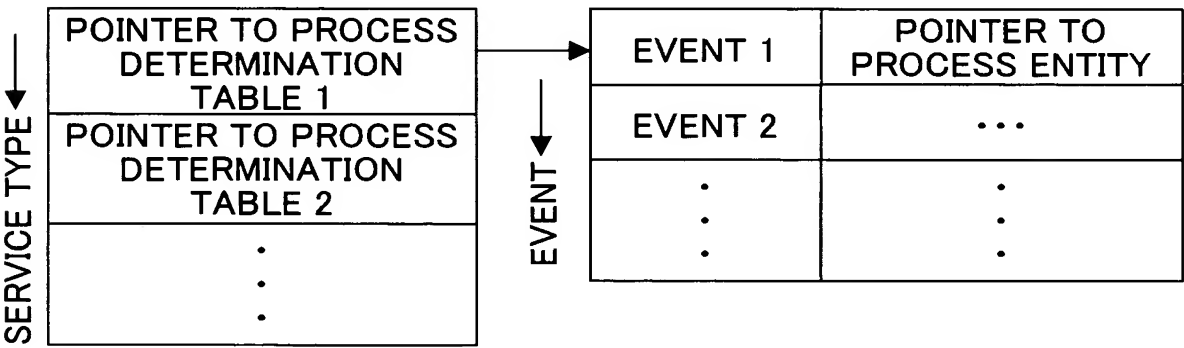 SERVICE TYPE
POINTER TO PROCESS
DETERMINATION
TABLE 1
POINTER TO PROCESS
DETERMINATION
TABLE 2
EVENT
EVENT 1
POINTER TO
PROCESS ENTITY
EVENT 2
...